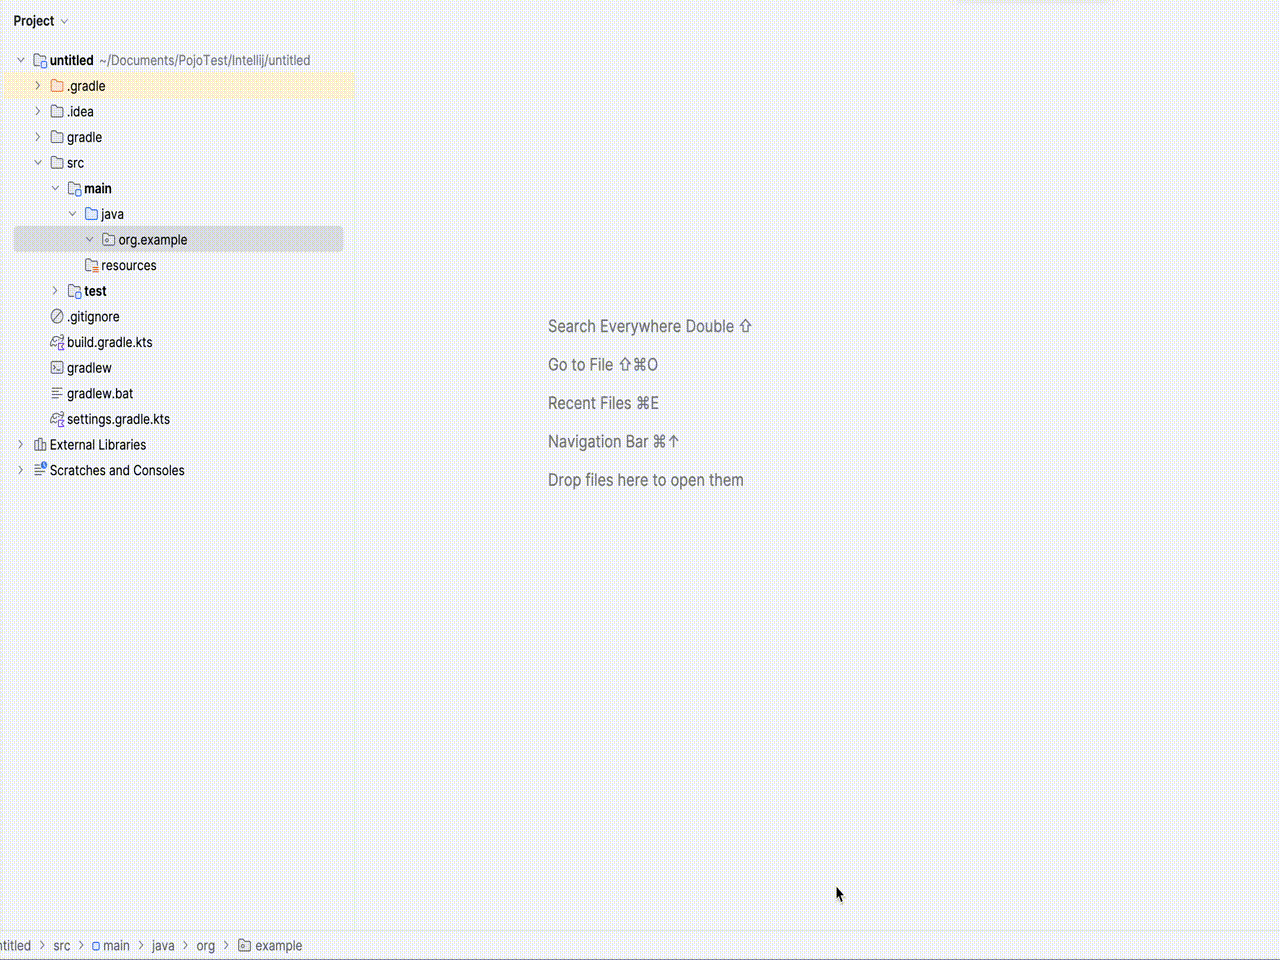 Project
untitled ~/Documents/PojoTest/Intellij/untitled
.gradle
.idea
gradle
src
main
java
org.example
resources
test
.gitignore
build.gradle.kts
gradlew
gradlew.bat
settings.gradle.kts
External Libraries
Scratches and Consoles
Search Everywhere Double ⇧
Go to File ⇧⌘O
Recent Files ⌘E
Navigation Bar ⌘↑
Drop files here to open them
ntitled > src > main > java > org > example